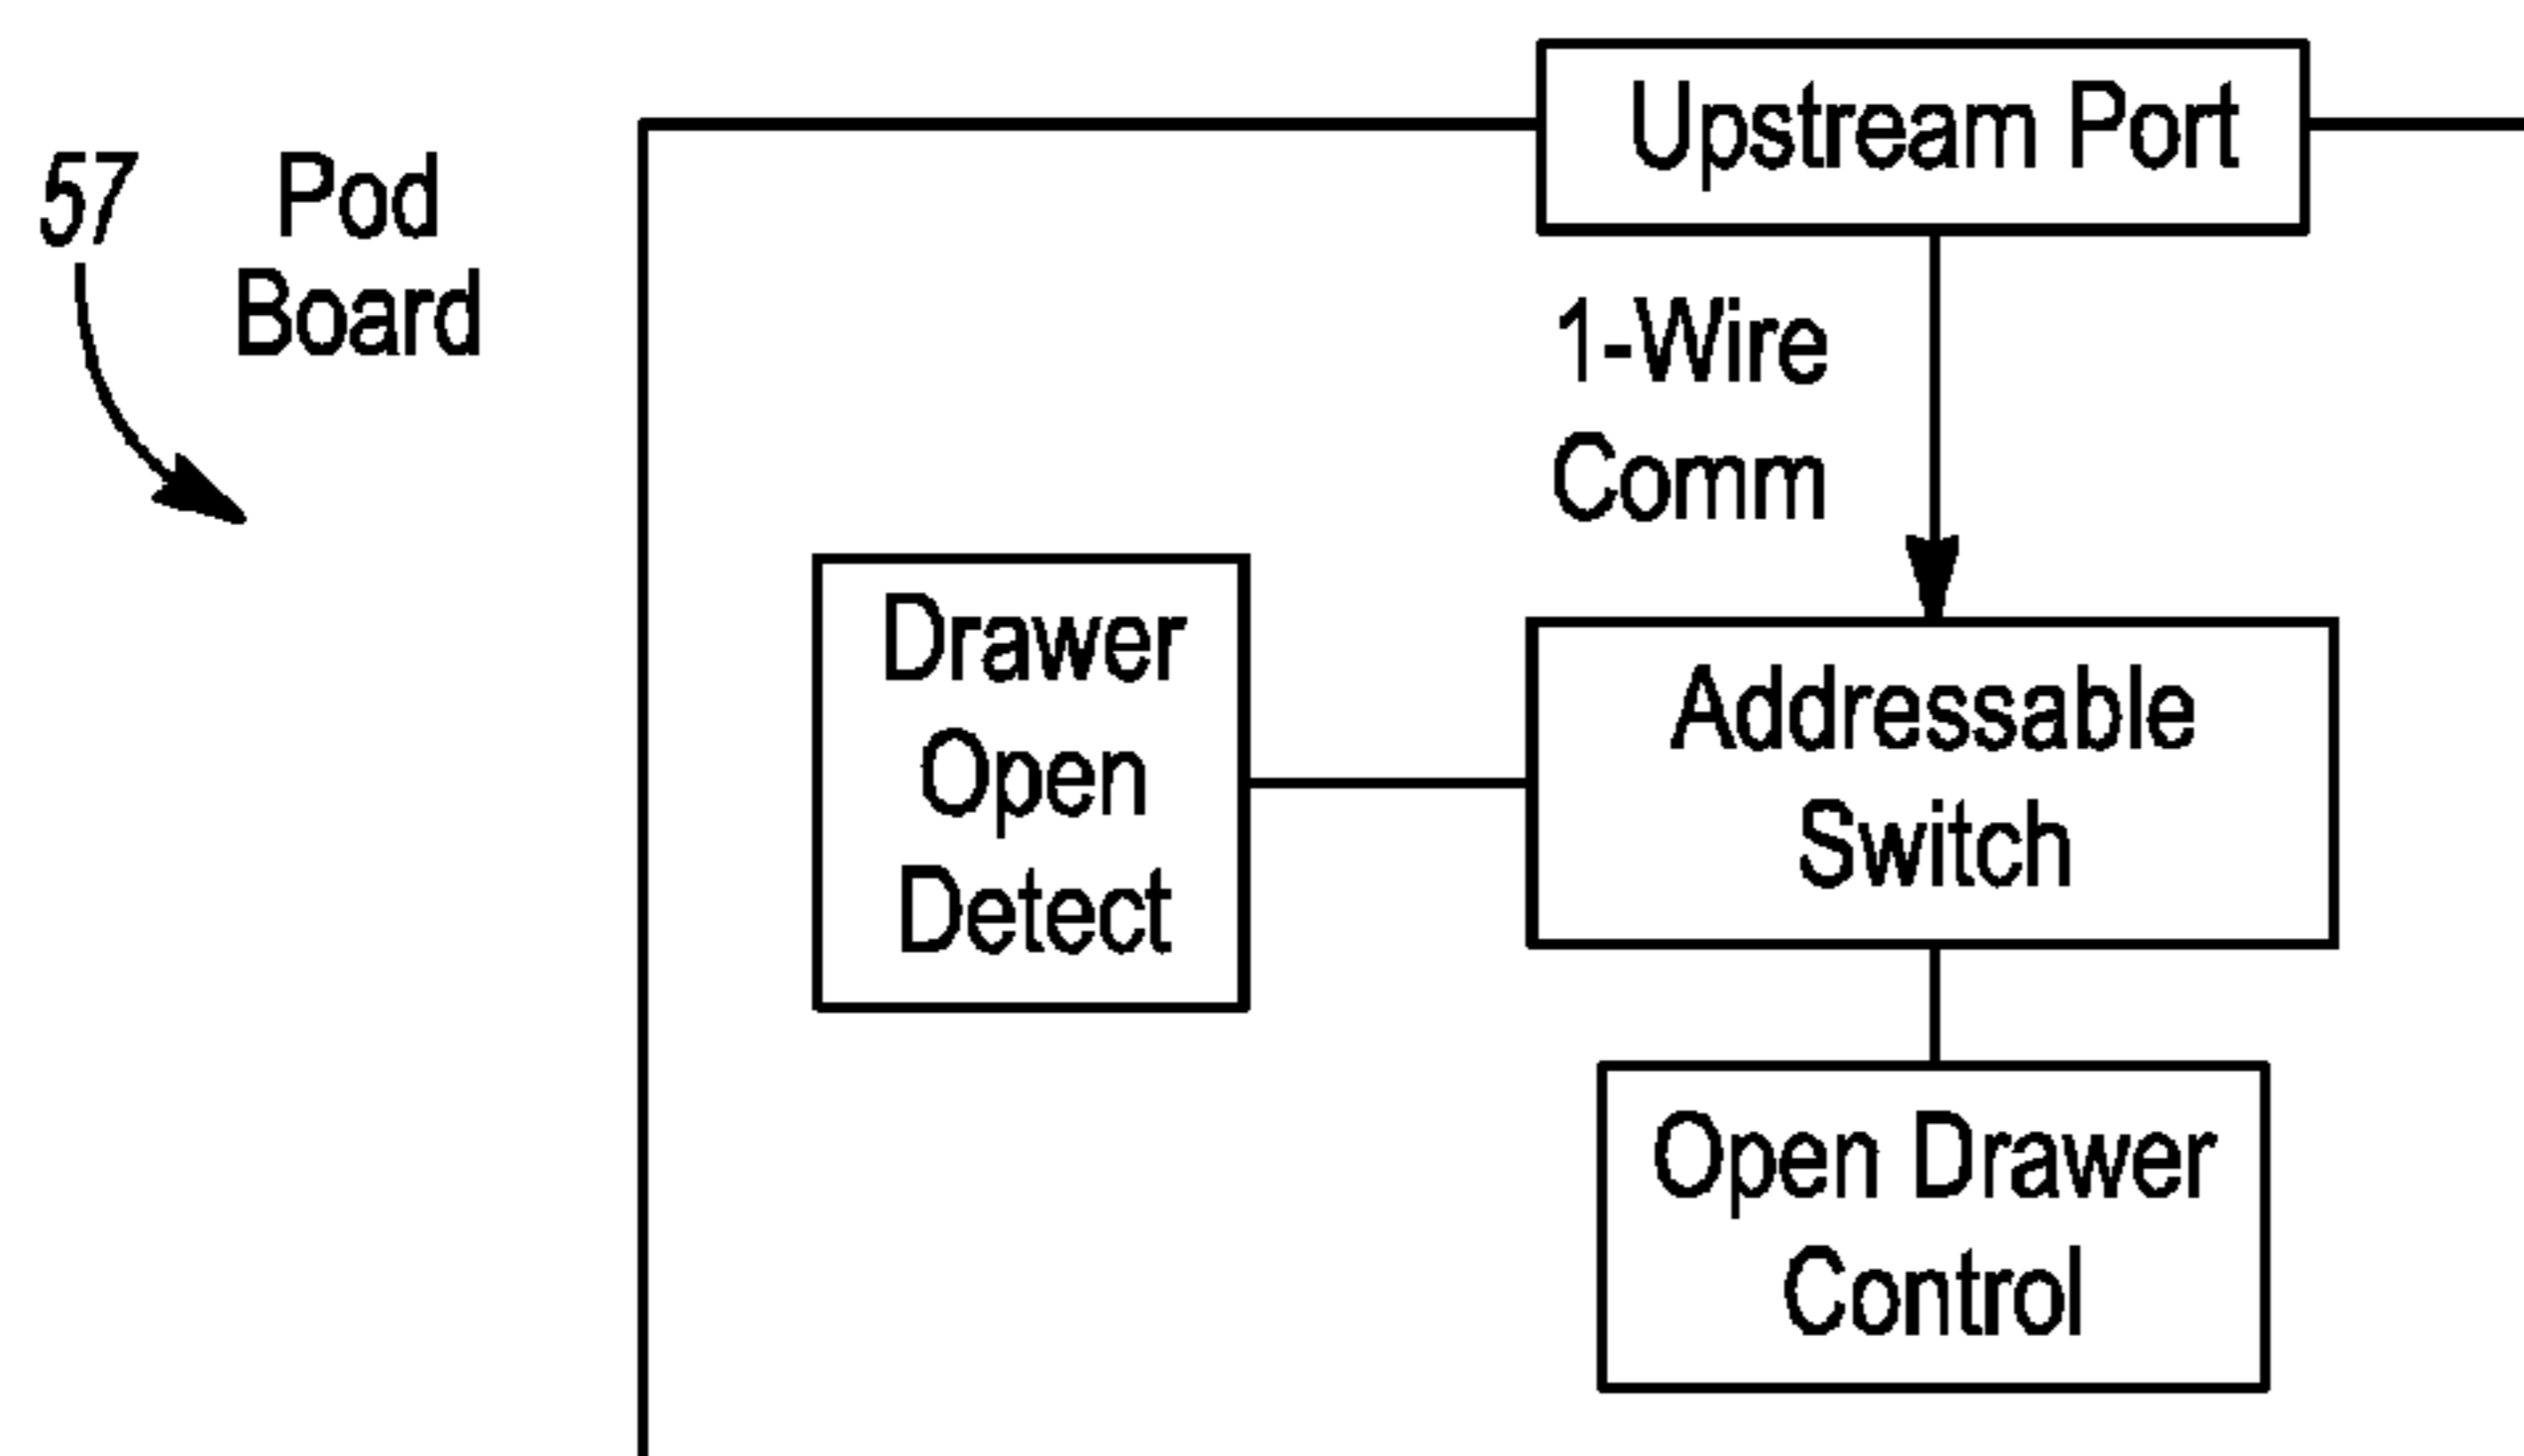 57
Pod
Board
Upstream Port
1-Wire
Comm
Drawer
Open
Detect
Addressable
Switch
Open Drawer
Control